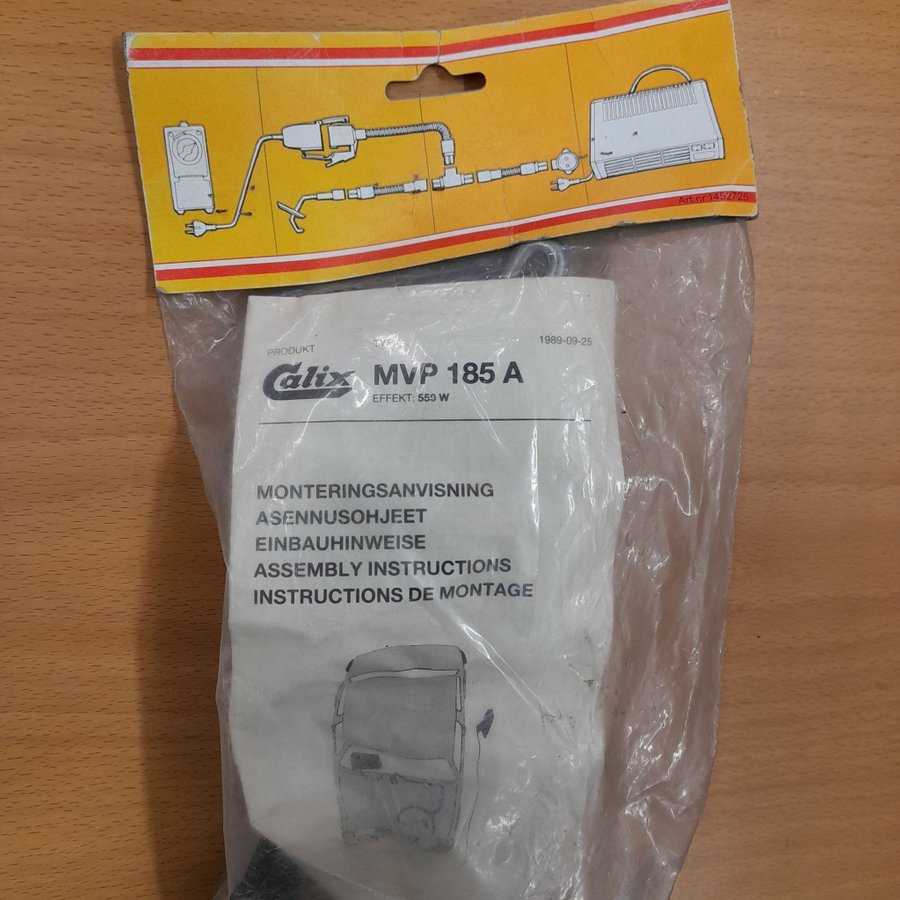 Art.nr 1452725
PRODUKT TYP 1989-09-25
Calix MVP 185 A
EFFEKT: 550 W
MONTERINGSANVISNING
ASENNUSOHJEET
EINBAUHINWEISE
ASSEMBLY INSTRUCTIONS
INSTRUCTIONS DE MONTAGE